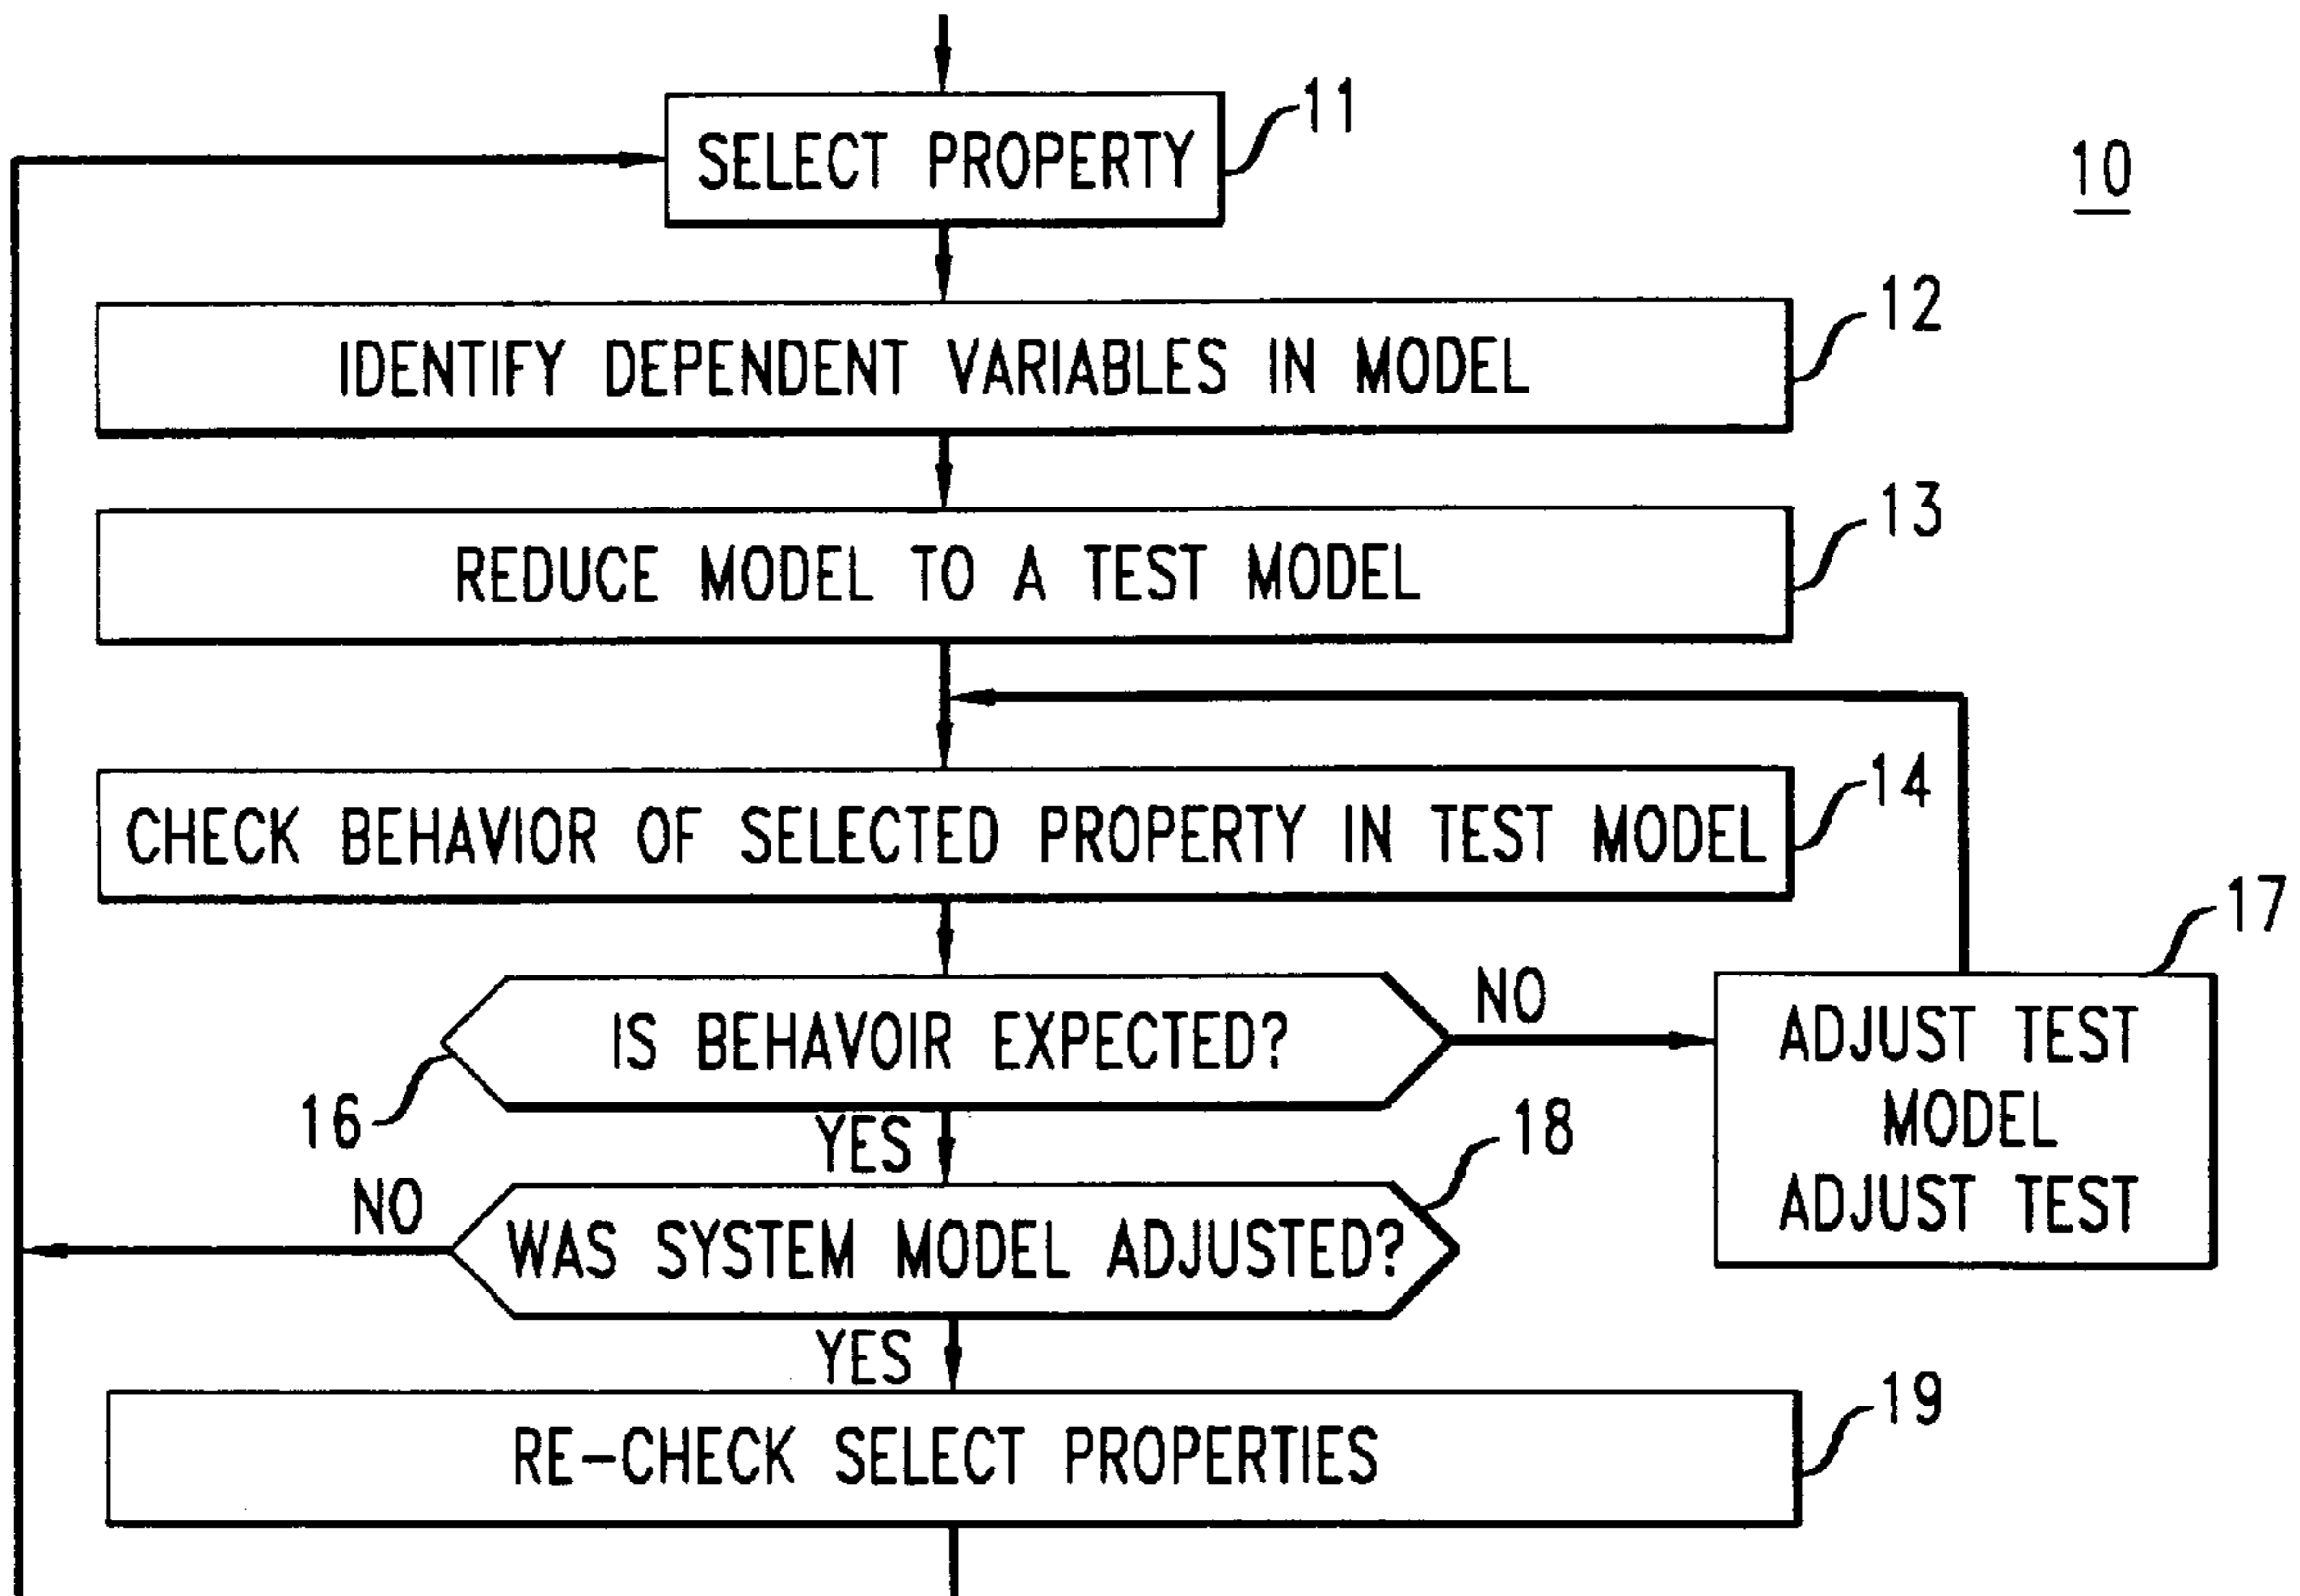 11
SELECT PROPERTY
10
12
IDENTIFY DEPENDENT VARIABLES IN MODEL
13
REDUCE MODEL TO A TEST MODEL
14
CHECK BEHAVIOR OF SELECTED PROPERTY IN TEST MODEL
17
IS BEHAVOIR EXPECTED?
NO
ADJUST TEST
MODEL
ADJUST TEST
16
YES
18
NO
WAS SYSTEM MODEL ADJUSTED?
YES
19
RE-CHECK SELECT PROPERTIES